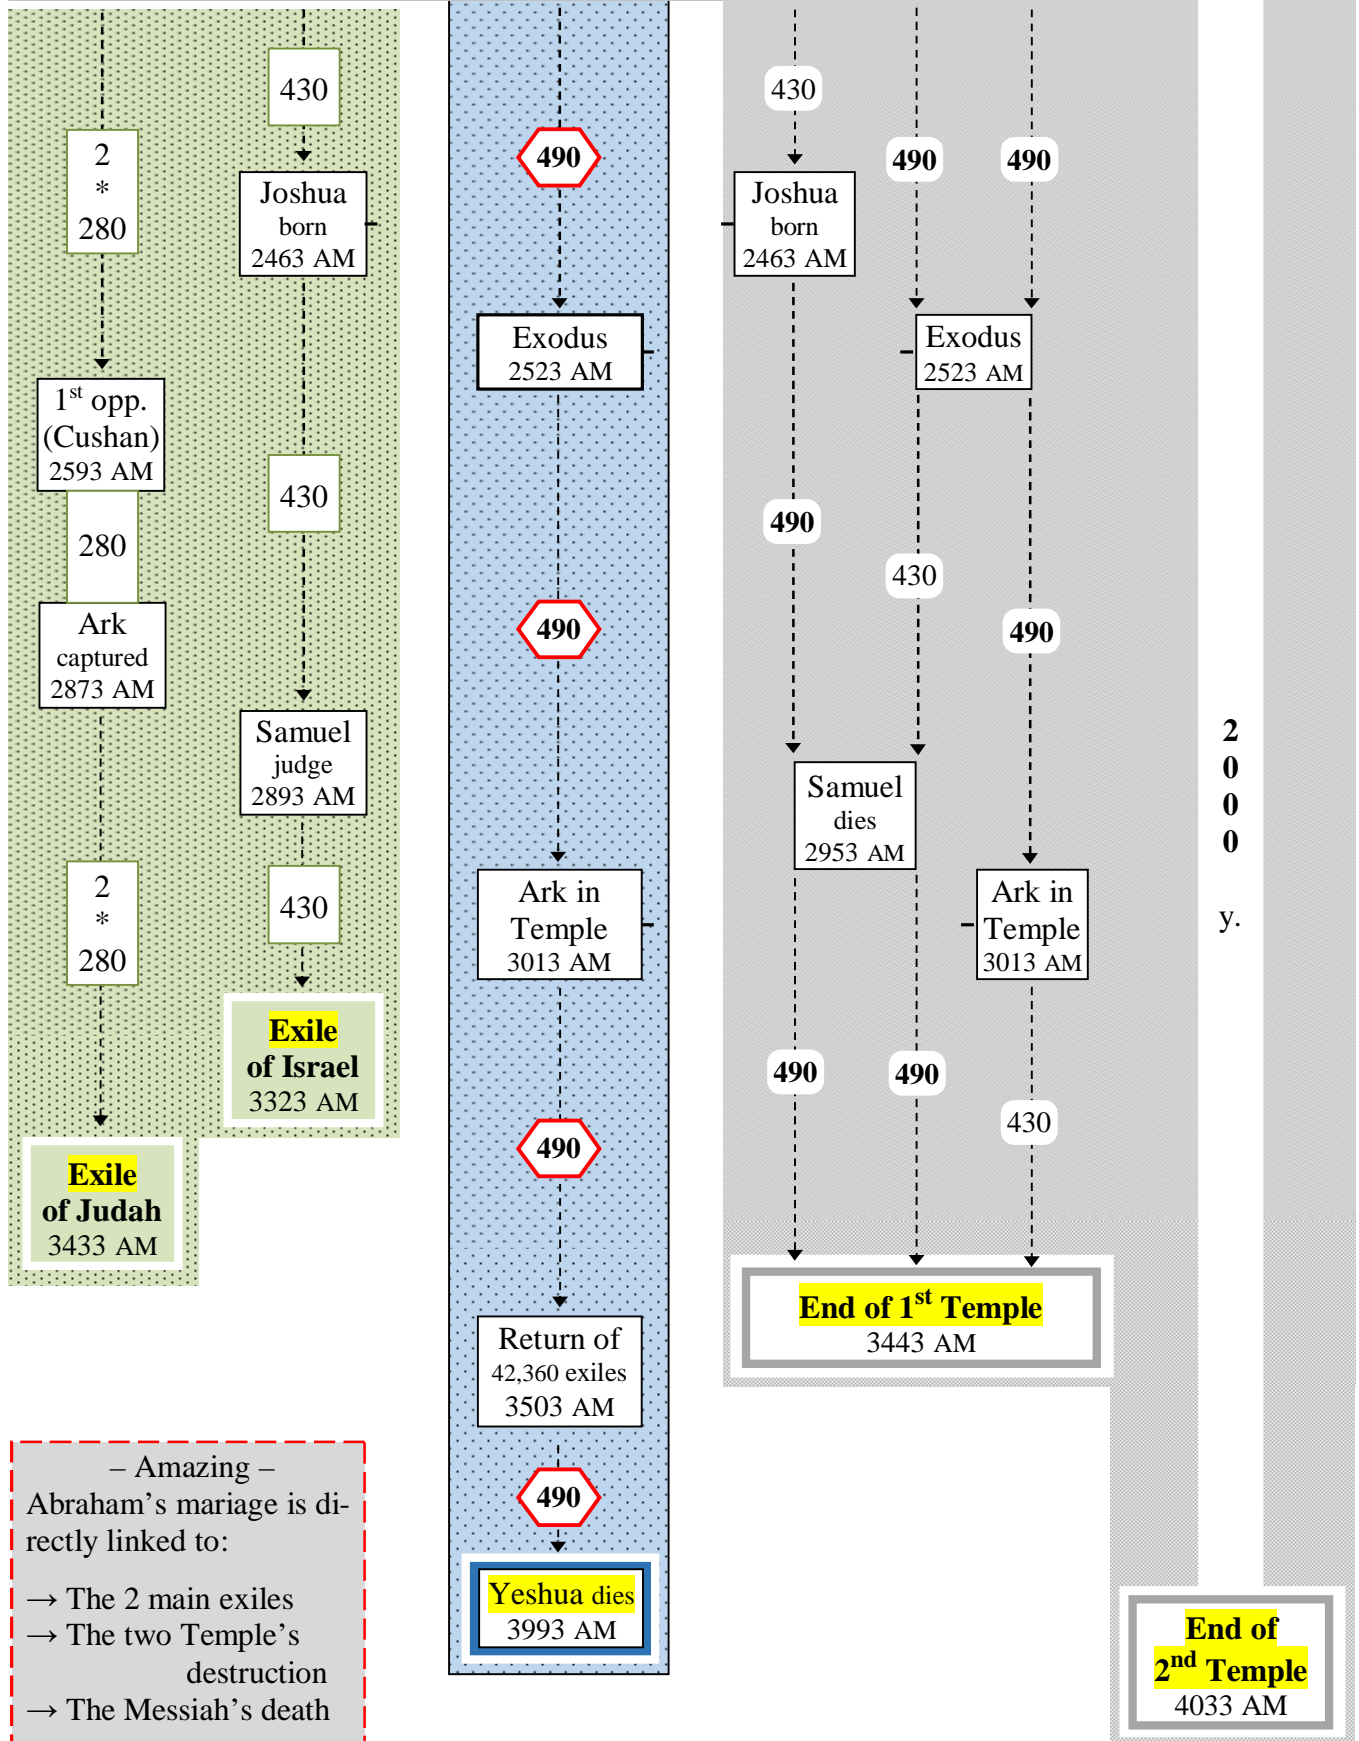 2
*
280
1st opp.
(Cushan)
2593 AM
280
Ark
captured
2873 AM
2
*
280
Exile
of Judah
3433 AM
430
Joshua
born
2463 AM
430
Samuel
judge
2893 AM
430
Exile
of Israel
3323 AM
490
Exodus
2523 AM
490
Ark in
Temple
3013 AM
490
Return of
42,360 exiles
3503 AM
490
Yeshua dies
3993 AM
430
Joshua
born
2463 AM
490
490
490
Exodus
2523 AM
430
490
Samuel
dies
2953 AM
Ark in
Temple
3013 AM
490
490
430
End of 1st Temple
3443 AM
2
0
0
0
y.
End of
2nd Temple
4033 AM
– Amazing –
Abraham’s mariage is di-
rectly linked to:
→ The 2 main exiles
→ The two Temple’s
destruction
→ The Messiah’s death